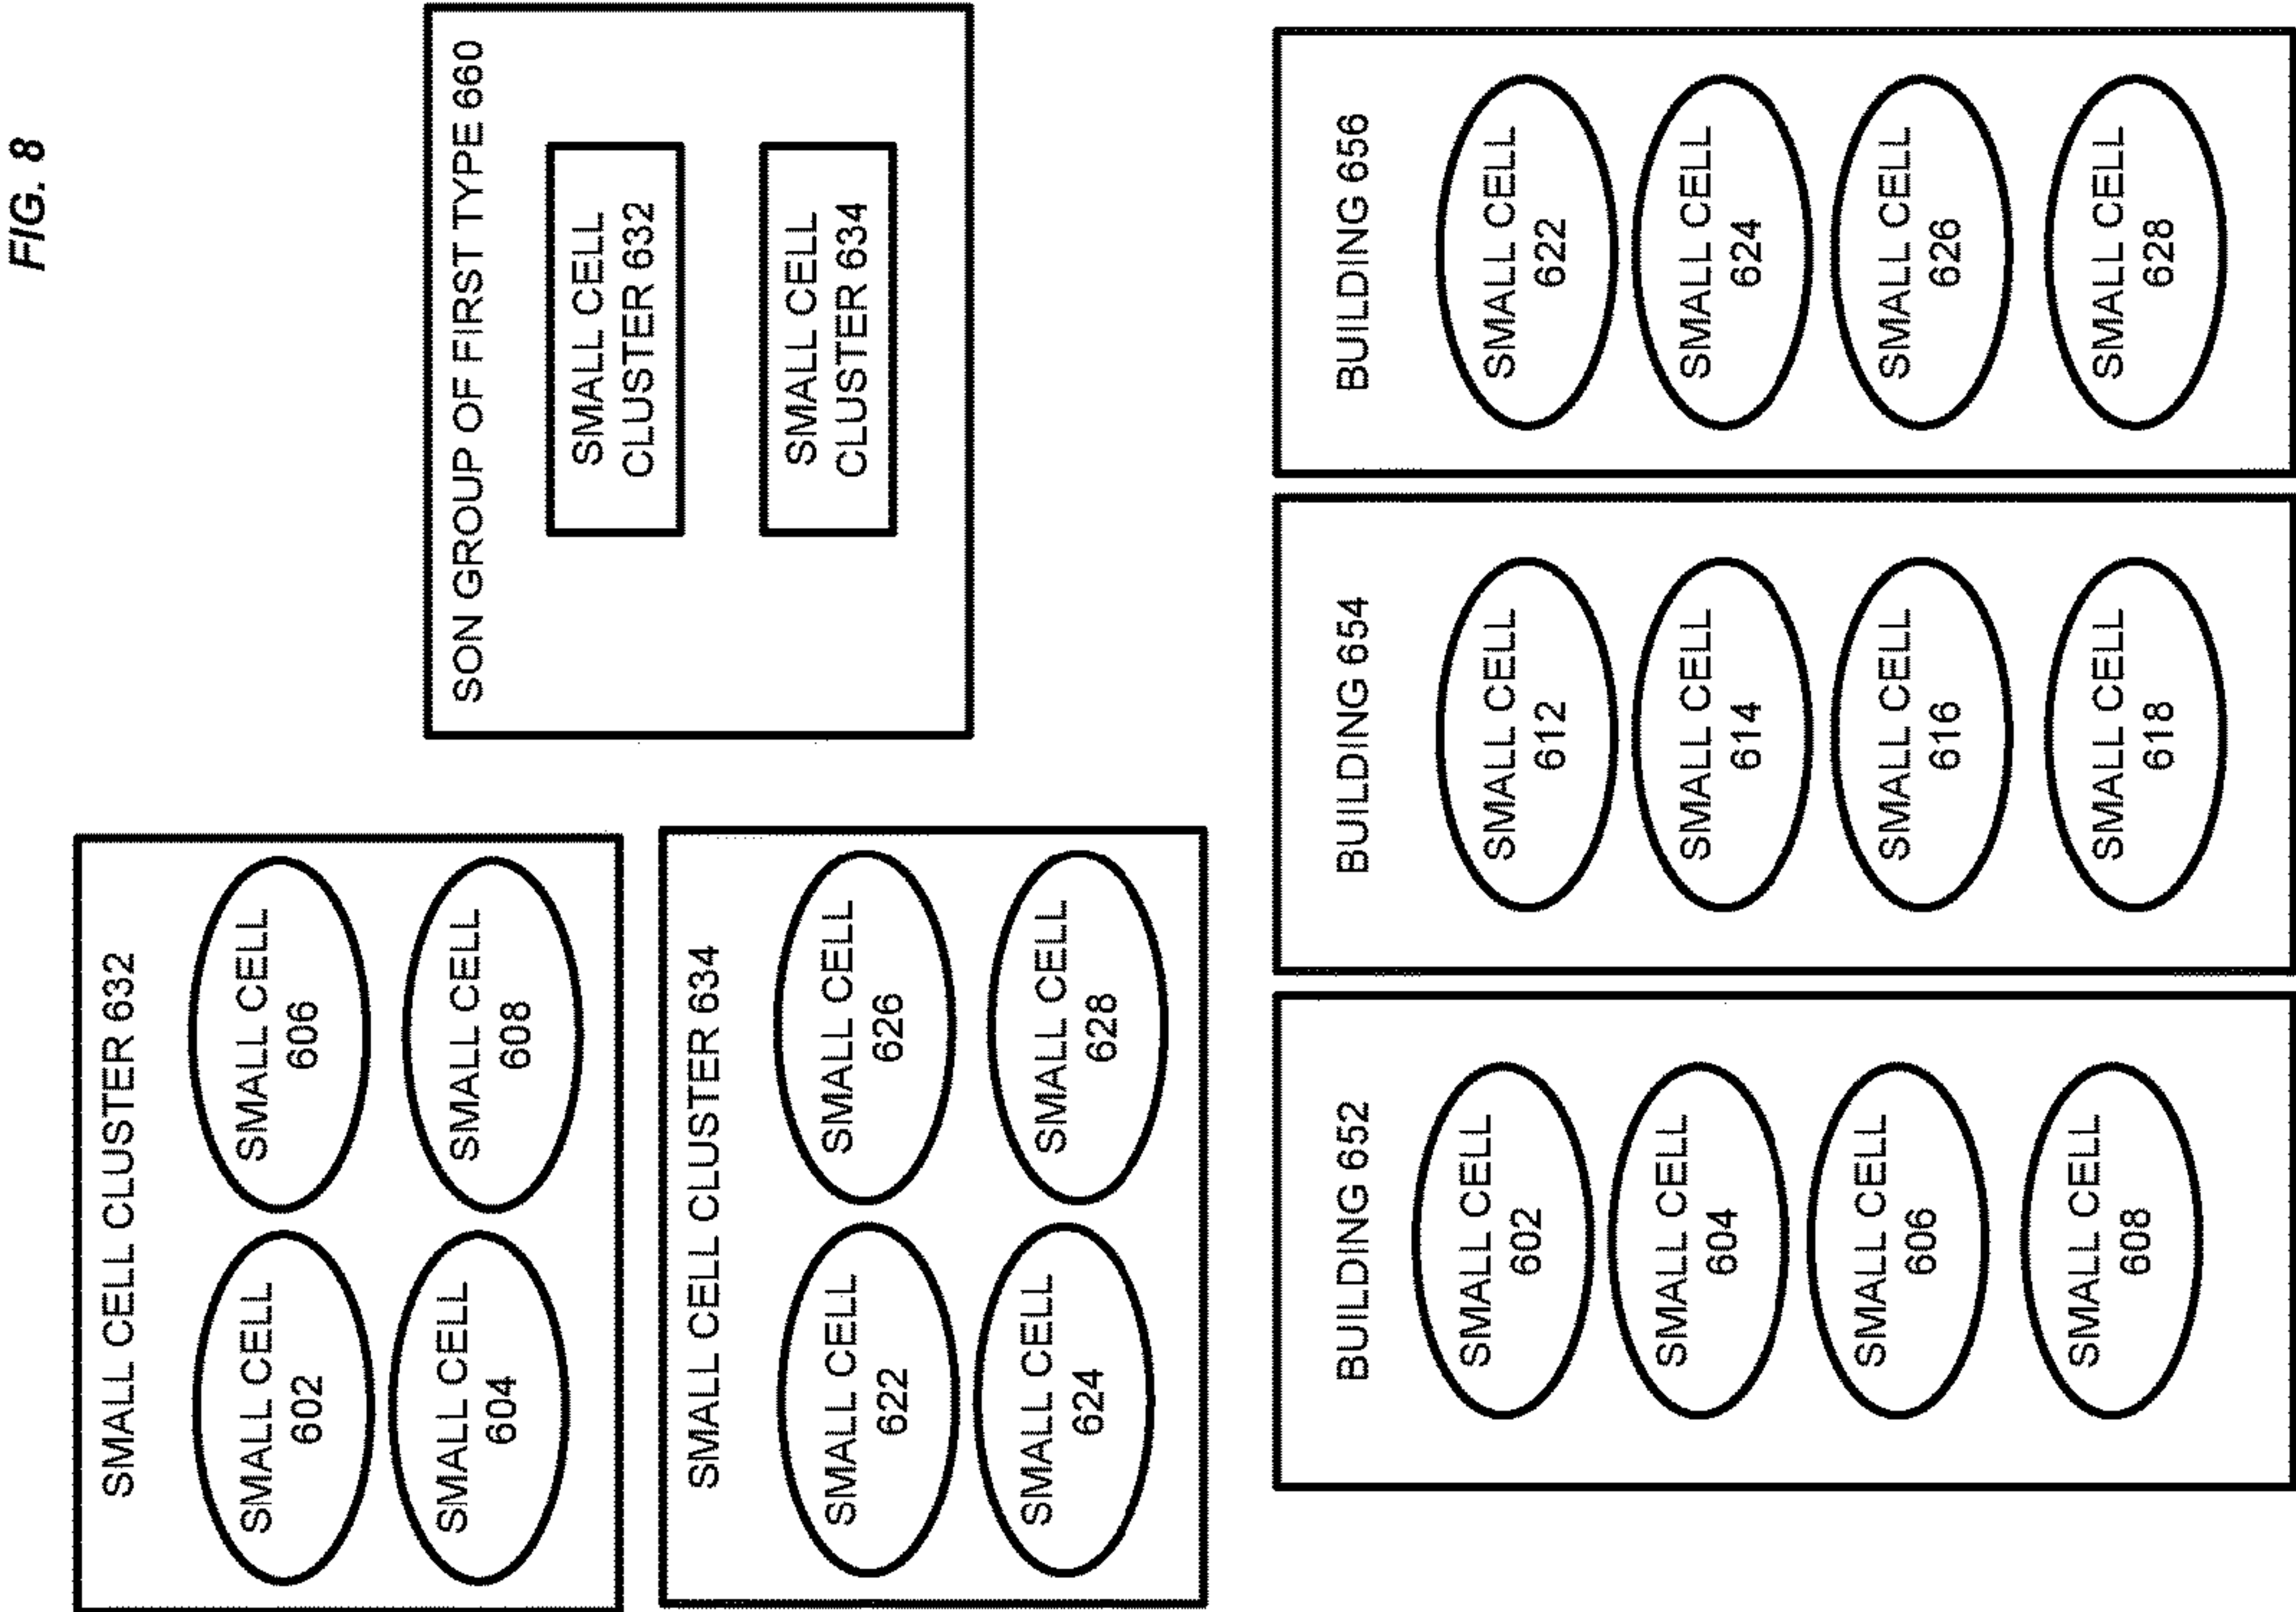 FIG. 8
SMALL CELL CLUSTER 632
SMALL CELL
602
SMALL CELL
606
SMALL CELL
604
SMALL CELL
608
SMALL CELL CLUSTER 634
SMALL CELL
622
SMALL CELL
626
SMALL CELL
624
SMALL CELL
628
SON GROUP OF FIRST TYPE 660
SMALL CELL
CLUSTER 632
SMALL CELL
CLUSTER 634
BUILDING 652
SMALL CELL
602
SMALL CELL
604
SMALL CELL
606
SMALL CELL
608
BUILDING 654
SMALL CELL
612
SMALL CELL
614
SMALL CELL
616
SMALL CELL
618
BUILDING 656
SMALL CELL
622
SMALL CELL
624
SMALL CELL
626
SMALL CELL
628